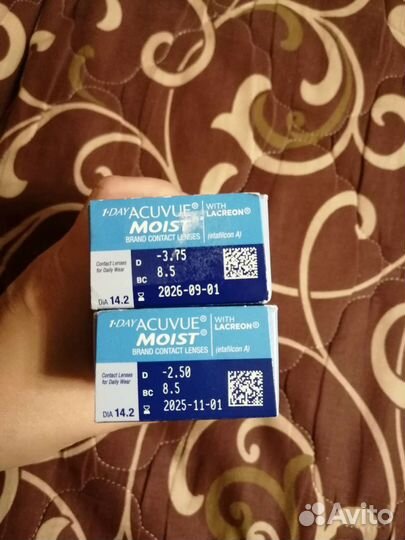 1·DAY ACUVUE® WITH
MOIST® LACREON®
BRAND CONTACT LENSES (etafilcon A)
Contact Lenses
for Daily Wear
D -3.75
BC 8.5
DIA 14.2 2026-09-01
1·DAY ACUVUE® WITH
MOIST® LACREON®
BRAND CONTACT LENSES (etafilcon A)
Contact Lenses
for Daily Wear
D -2.50
BC 8.5
DIA 14.2 2025-11-01
Avito